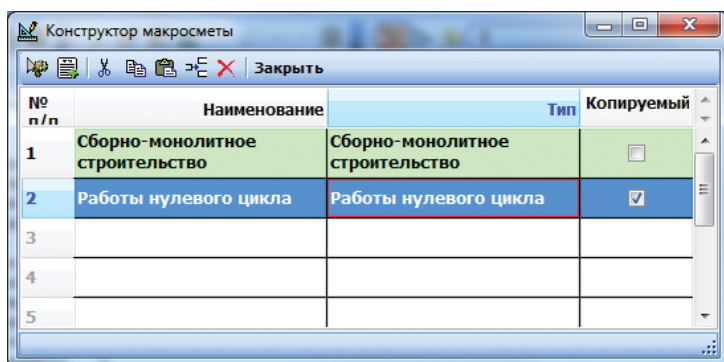 Конструктор макросметы
Закрыть
№ п/п Наименование Тип Копируемый
1 Сборно-монолитное строительство Сборно-монолитное строительство
2 Работы нулевого цикла Работы нулевого цикла
3
4
5